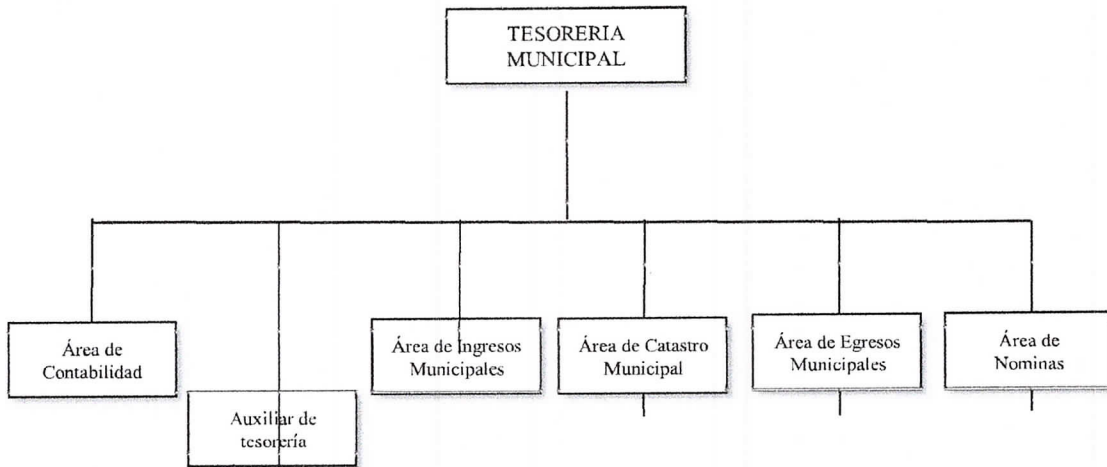 TESORERIA
MUNICIPAL
Área de
Contabilidad
Auxiliar de
tesorería
Área de Ingresos
Municipales
Área de Catastro
Municipal
Área de Egresos
Municipales
Área de
Nominas